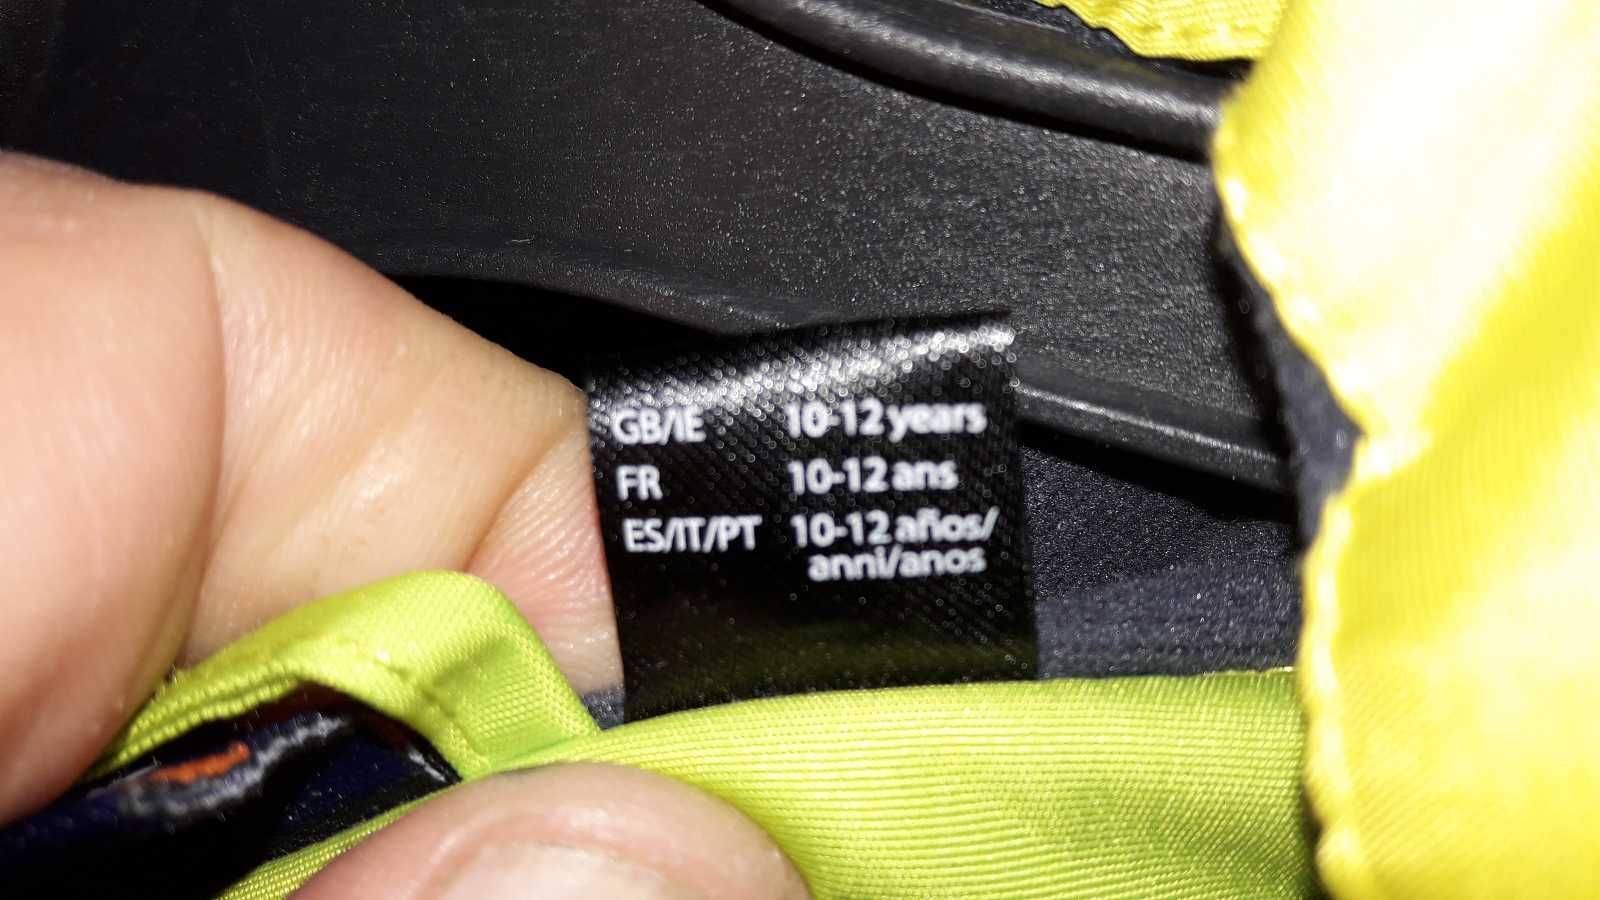 GB/IE 10-12 years
FR 10-12 ans
ES/IT/PT 10-12 años/
anni/anos